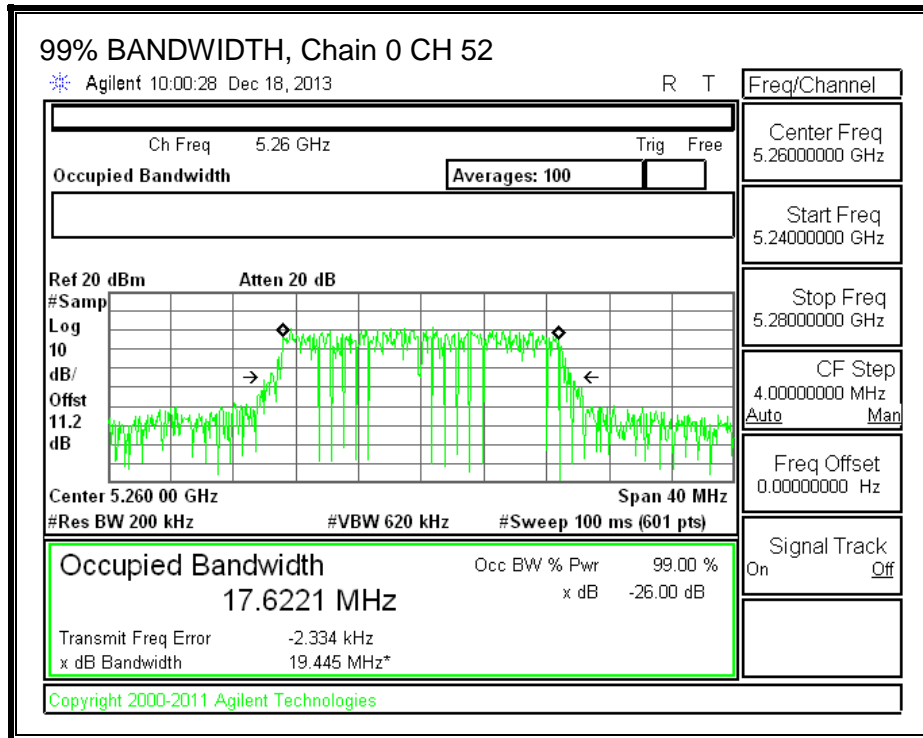 99% BANDWIDTH, Chain 0 CH 52
Agilent 10:00:28 Dec 18, 2013 R T
Freq/Channel
Ch Freq 5.26 GHz Trig Free
Occupied Bandwidth Averages: 100
Center Freq
5.26000000 GHz
Start Freq
5.24000000 GHz
Stop Freq
5.28000000 GHz
CF Step
4.00000000 MHz
Auto Man
Freq Offset
0.00000000 Hz
Signal Track
On Off
Ref 20 dBm Atten 20 dB
#Samp
Log
10
dB/
Offst
11.2
dB
Center 5.260 00 GHz Span 40 MHz
#Res BW 200 kHz #VBW 620 kHz #Sweep 100 ms (601 pts)
Occupied Bandwidth Occ BW % Pwr 99.00 %
17.6221 MHz x dB -26.00 dB
Transmit Freq Error -2.334 kHz
x dB Bandwidth 19.445 MHz*
Copyright 2000-2011 Agilent Technologies